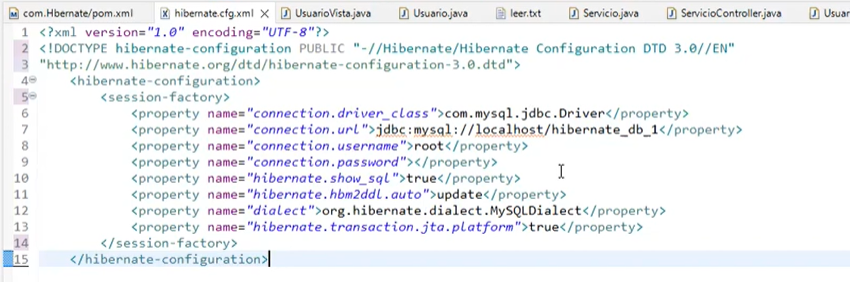 com.Hbernate/pom.xml hibernate.cfg.xml UsuarioVista.java Usuario.java leer.txt Servicio.java ServicioController.java Usuar
1 <?xml version="1.0" encoding="UTF-8"?>
2 <!DOCTYPE hibernate-configuration PUBLIC "-//Hibernate/Hibernate Configuration DTD 3.0//EN"
3 "http://www.hibernate.org/dtd/hibernate-configuration-3.0.dtd">
4 <hibernate-configuration>
5 <session-factory>
6 <property name="connection.driver_class">com.mysql.jdbc.Driver</property>
7 <property name="connection.url">jdbc:mysql://localhost/hibernate_db_1</property>
8 <property name="connection.username">root</property>
9 <property name="connection.password"></property>
10 <property name="hibernate.show_sql">true</property>
11 <property name="hibernate.hbm2ddl.auto">update</property>
12 <property name="dialect">org.hibernate.dialect.MySQLDialect</property>
13 <property name="hibernate.transaction.jta.platform">true</property>
14 </session-factory>
15 </hibernate-configuration>